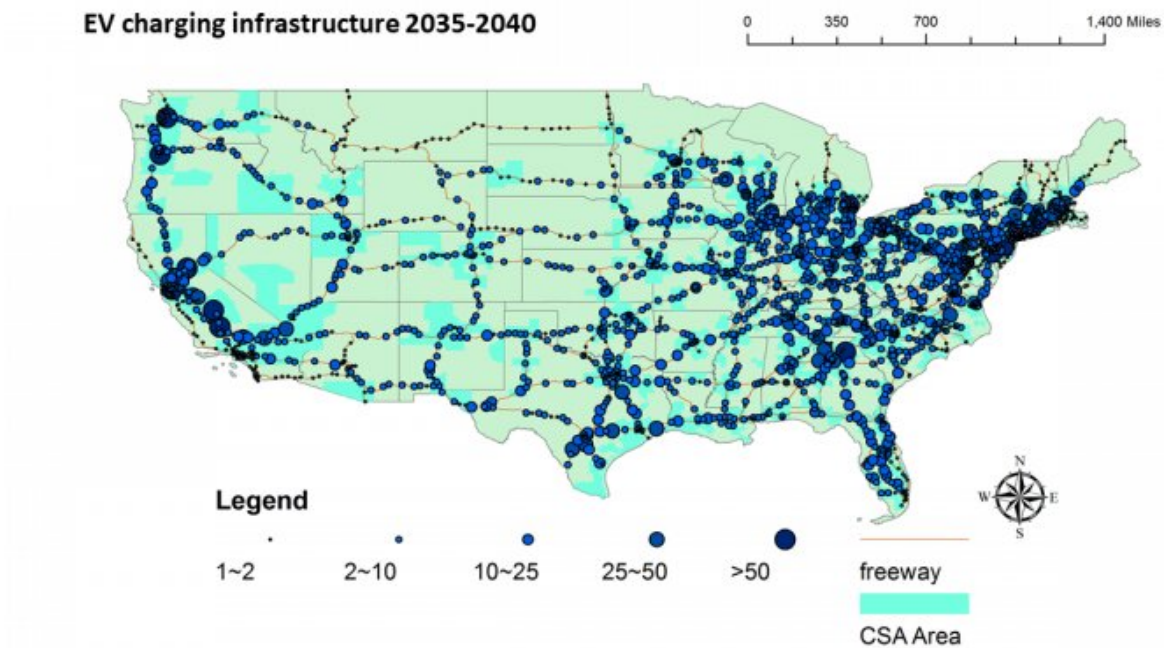 EV charging infrastructure 2035-2040
0 350 700 1,400 Miles
N
W E
S
Legend
1~2 2~10 10~25 25~50 >50 freeway
CSA Area